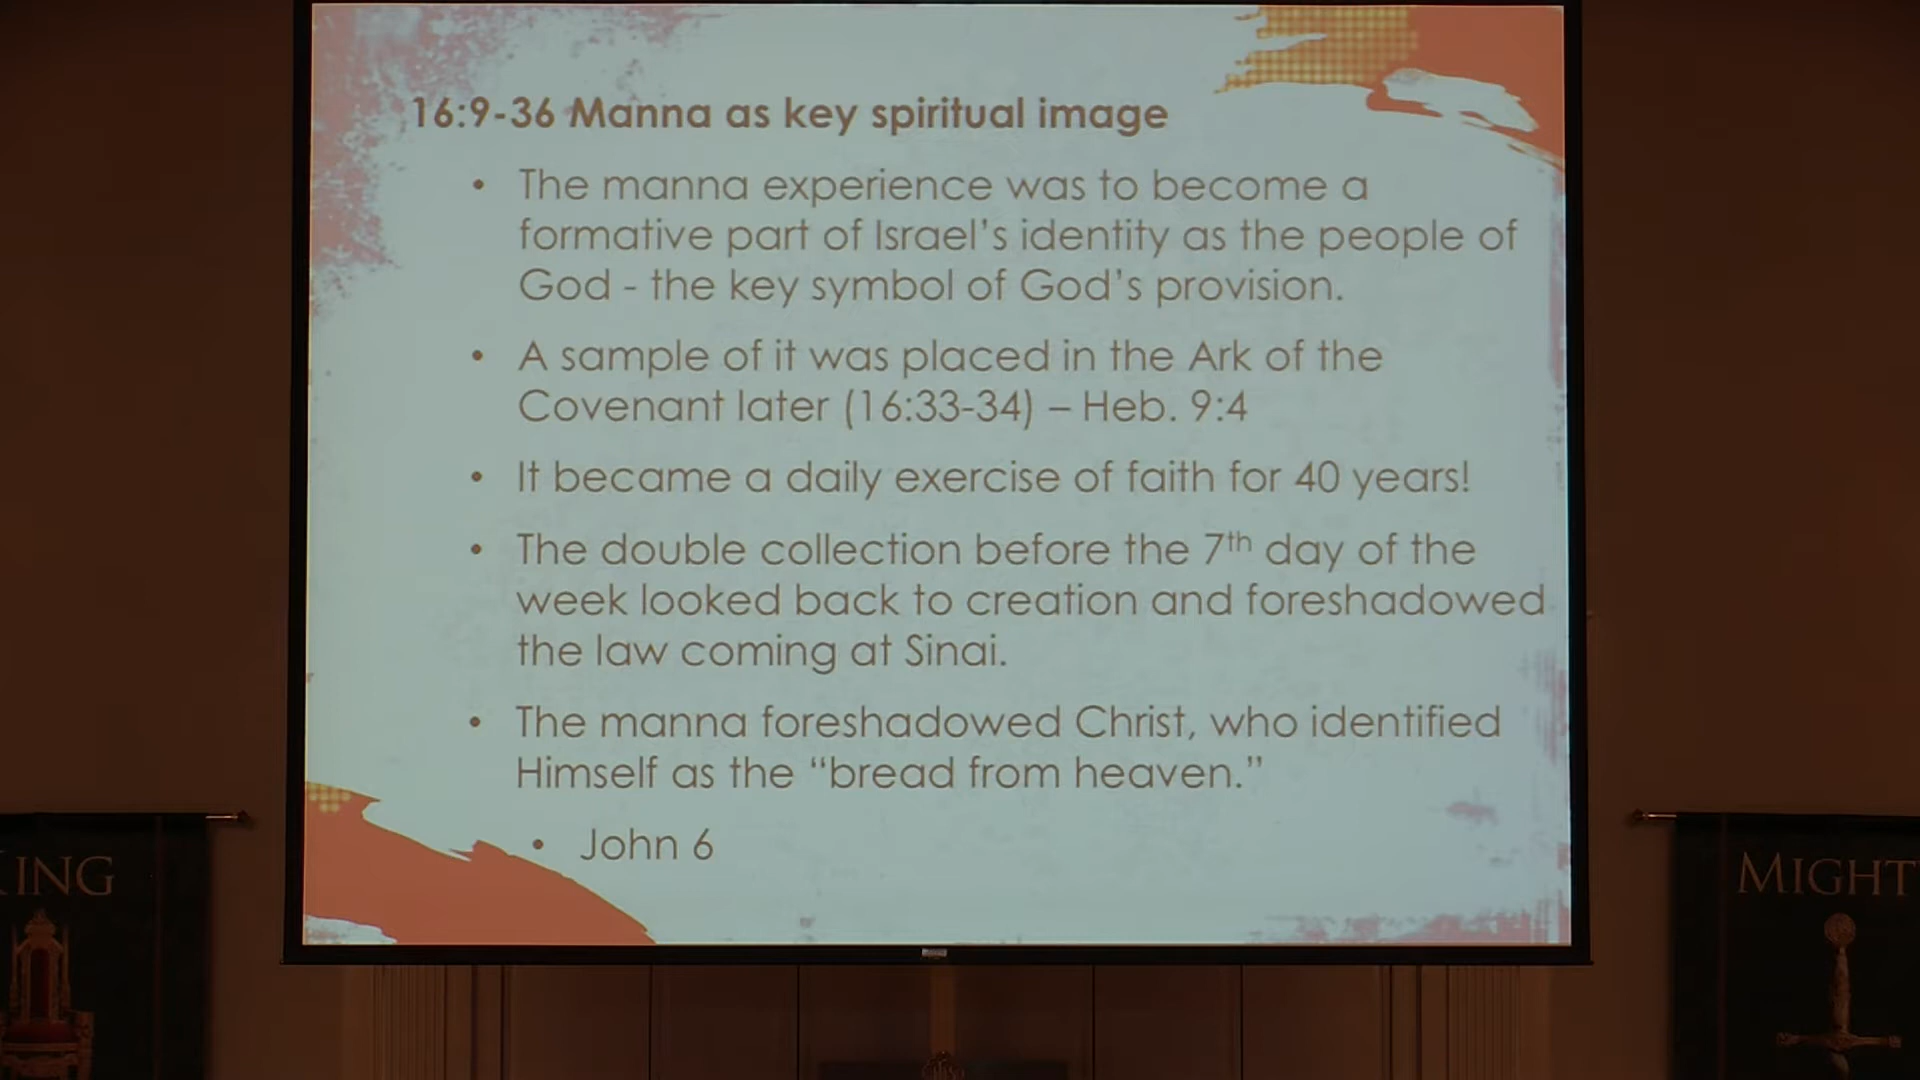 16:9-36 Manna as key spiritual image
• The manna experience was to become a
formative part of Israel's identity as the people of
God - the key symbol of God's provision.
• A sample of it was placed in the Ark of the
Covenant later (16:33-34) – Heb. 9:4
• It became a daily exercise of faith for 40 years!
• The double collection before the 7th day of the
week looked back to creation and foreshadowed
the law coming at Sinai.
• The manna foreshadowed Christ, who identified
Himself as the “bread from heaven.”
• John 6
KING
MIGHT